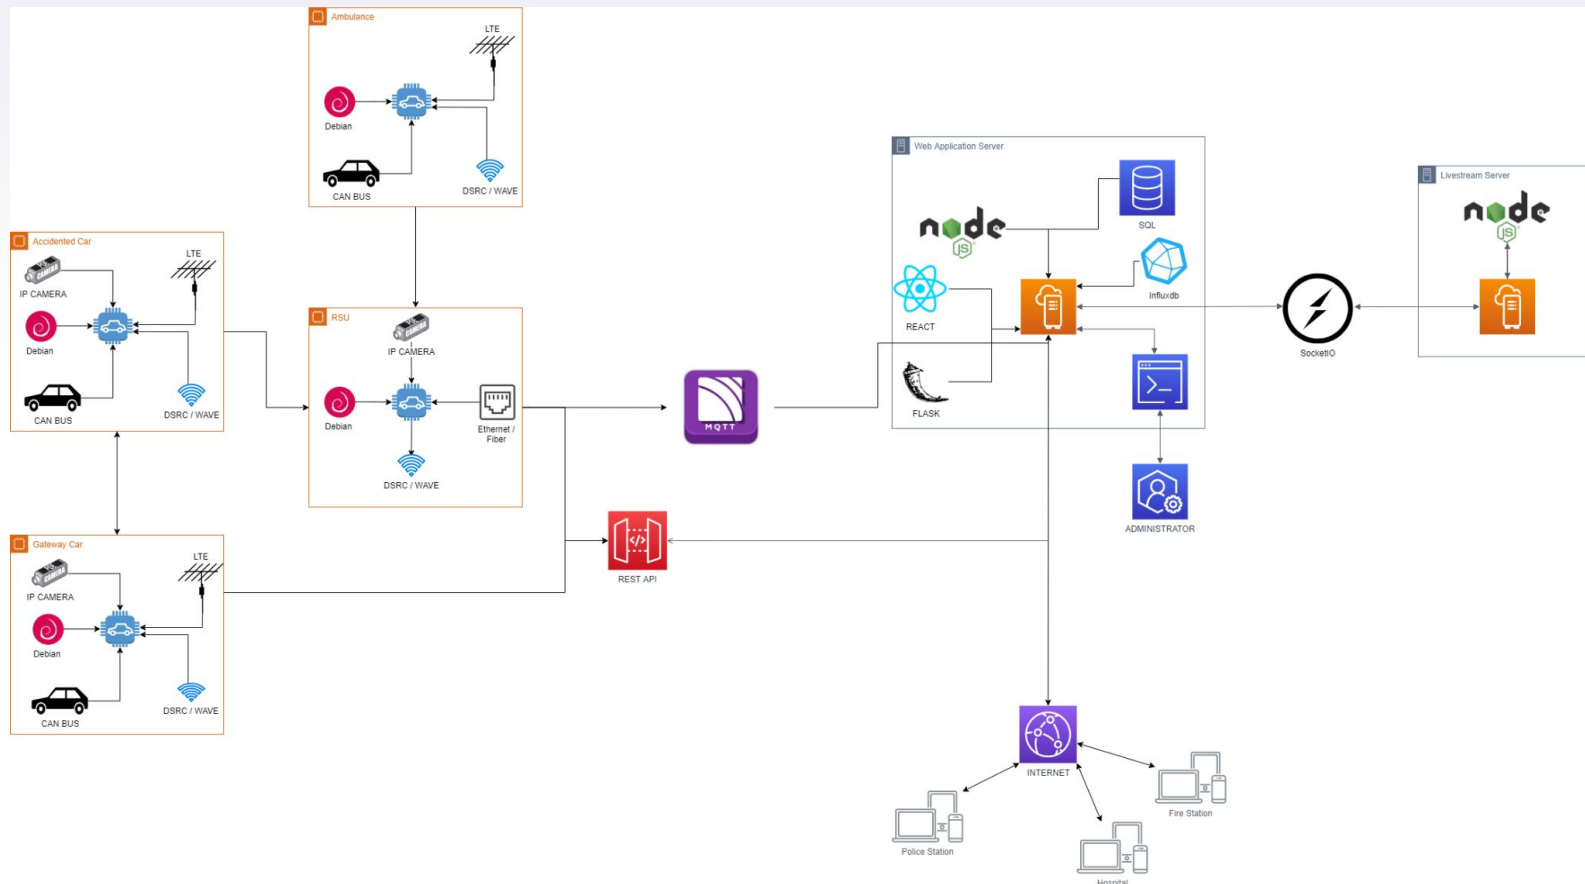 Ambulance
LTE
Debian
CAN BUS
DSRC / WAVE
Accidented Car
LTE
CAMERA
IP CAMERA
Debian
CAN BUS
DSRC / WAVE
RSU
CAMERA
IP CAMERA
Debian
Ethernet /
Fiber
DSRC / WAVE
Gateway Car
LTE
CAMERA
IP CAMERA
Debian
CAN BUS
DSRC / WAVE
MQTT
</>
REST API
Web Application Server
node
JS
SQL
Influxdb
REACT
FLASK
>_
ADMINISTRATOR
SocketIO
Livestream Server
node
JS
INTERNET
Police Station
Hospital
Fire Station